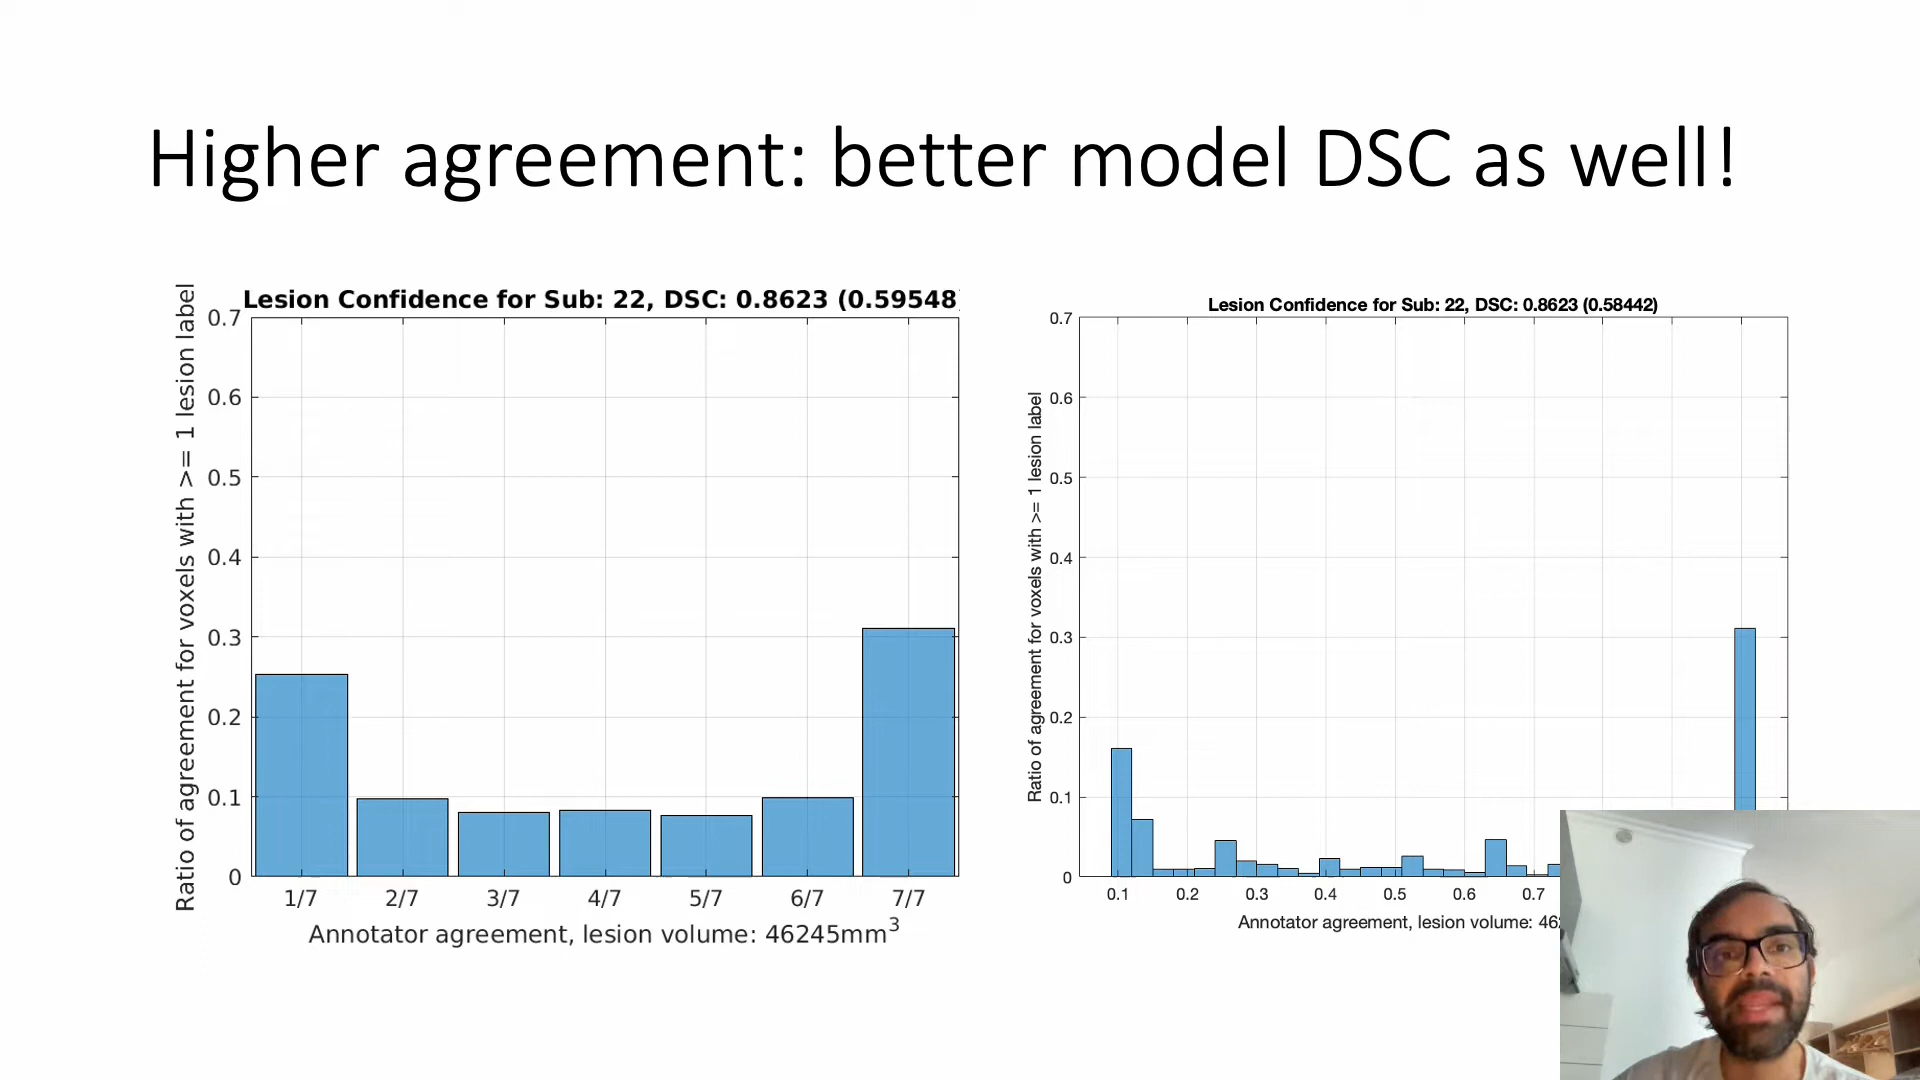 Higher agreement: better model DSC as well!
Lesion Confidence for Sub: 22, DSC: 0.8623 (0.59548
Ratio of agreement for voxels with >= 1 lesion label
0.7
0.6
0.5
0.4
0.3
0.2
0.1
0
1/7 2/7 3/7 4/7 5/7 6/7 7/7
Annotator agreement, lesion volume: 46245mm3
Lesion Confidence for Sub: 22, DSC: 0.8623 (0.58442)
Ratio of agreement for voxels with >= 1 lesion label
0.7
0.6
0.5
0.4
0.3
0.2
0.1
0
0.1 0.2 0.3 0.4 0.5 0.6 0.7
Annotator agreement, lesion volume: